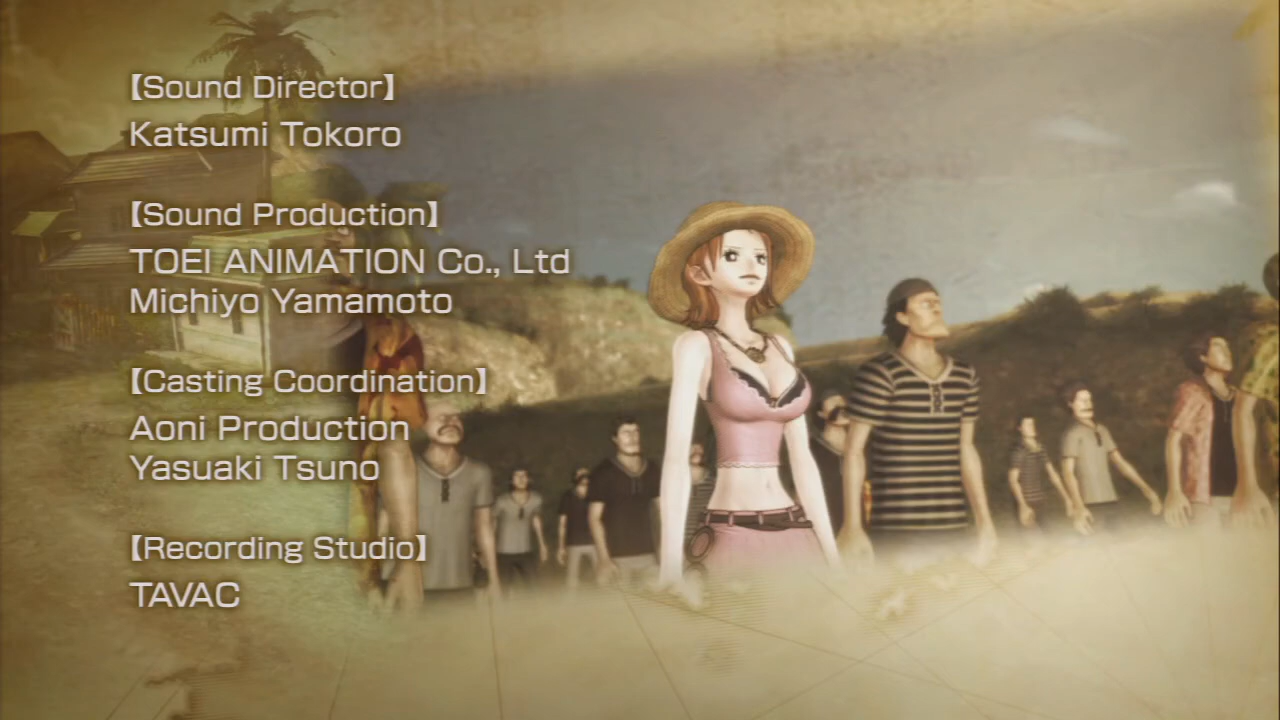 【Sound Director】
Katsumi Tokoro
【Sound Production】
TOEI ANIMATION Co., Ltd
Michiyo Yamamoto
【Casting Coordination】
Aoni Production
Yasuaki Tsuno
【Recording Studio】
TAVAC